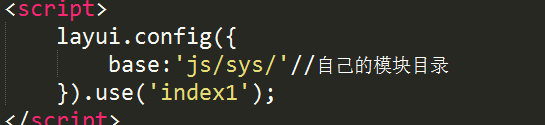 <script>
layui.config({
base:'js/sys/'//自己的模块目录
}).use('index1');
</script>